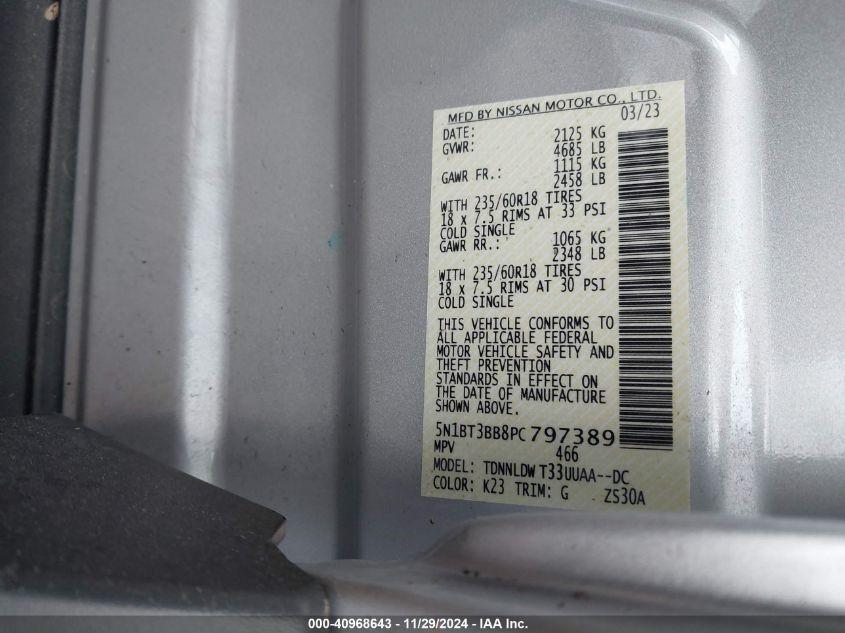 MFD BY NISSAN MOTOR CO., LTD.
03/23
DATE: 2125 KG
GVWR: 4685 LB
1115 KG
GAWR FR.: 2458 LB
WITH 235/60R18 TIRES
18 x 7.5 RIMS AT 33 PSI
COLD SINGLE
GAWR RR.: 1065 KG
2348 LB
WITH 235/60R18 TIRES
18 x 7.5 RIMS AT 30 PSI
COLD SINGLE
THIS VEHICLE CONFORMS TO
ALL APPLICABLE FEDERAL
MOTOR VEHICLE SAFETY AND
THEFT PREVENTION
STANDARDS IN EFFECT ON
THE DATE OF MANUFACTURE
SHOWN ABOVE.
5N1BT3BB8PC797389
MPV 466
MODEL: TDNNLDW T33UUAA--DC
COLOR: K23 TRIM: G ZS30A
000-40968643 - 11/29/2024 - IAA Inc.